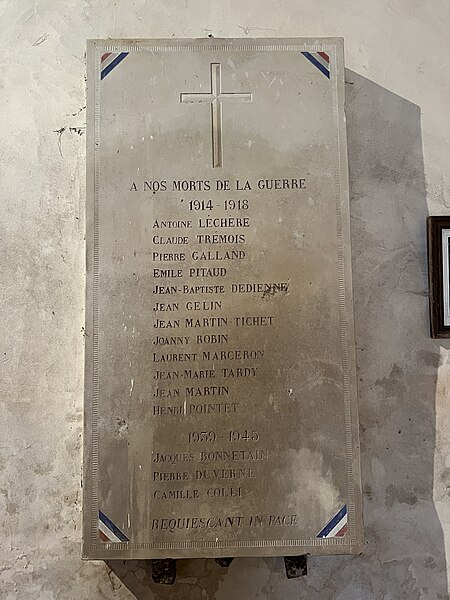 A NOS MORTS DE LA GUERRE
1914-1918
ANTOINE LECHERE
CLAUDE TREMOIS
PIERRE GALLAND
EMILE PITAUD
JEAN-BAPTISTE DEDIENNE
JEAN GELIN
JEAN MARTIN-TICHET
JOANNY ROBIN
LAURENT MARCERON
JEAN-MARIE TARDY
JEAN MARTIN
HENRI POINTET
1939-1945
JACQUES BONNETAIN
PIERRE DUVERNE
CAMILLE COLLI
REQUIESCANT IN PACE